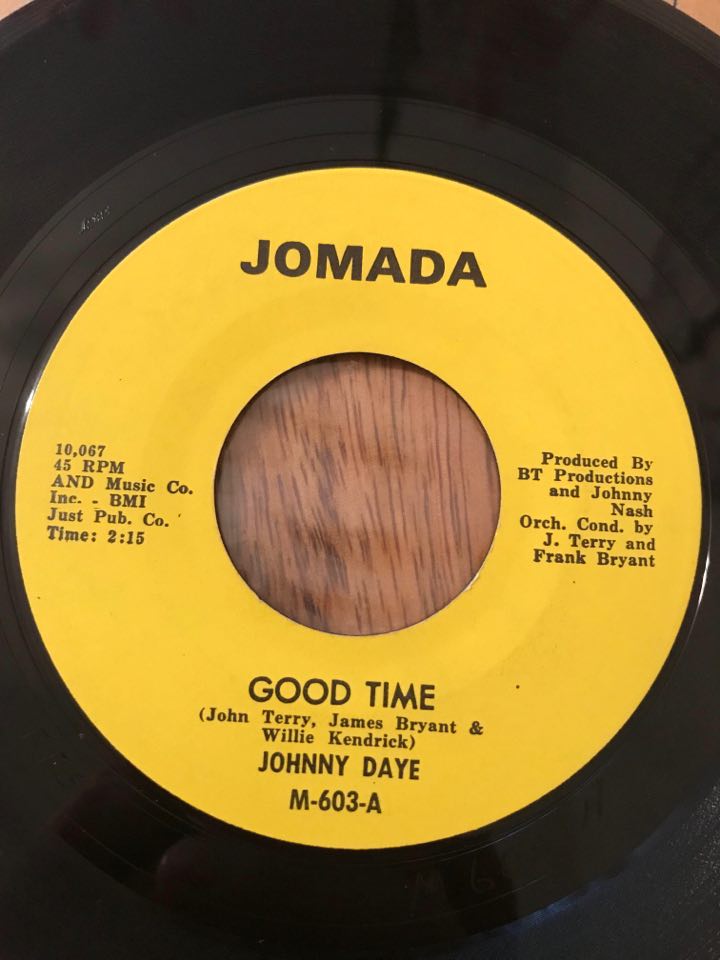 JOMADA
10,067
45 RPM
AND Music Co.
Inc. - BMI
Just Pub. Co.
Time: 2:15
Produced By
BT Productions
and Johnny
Nash
Orch. Cond. by
J. Terry and
Frank Bryant
GOOD TIME
(John Terry, James Bryant &
Willie Kendrick)
JOHNNY DAYE
M-603-A